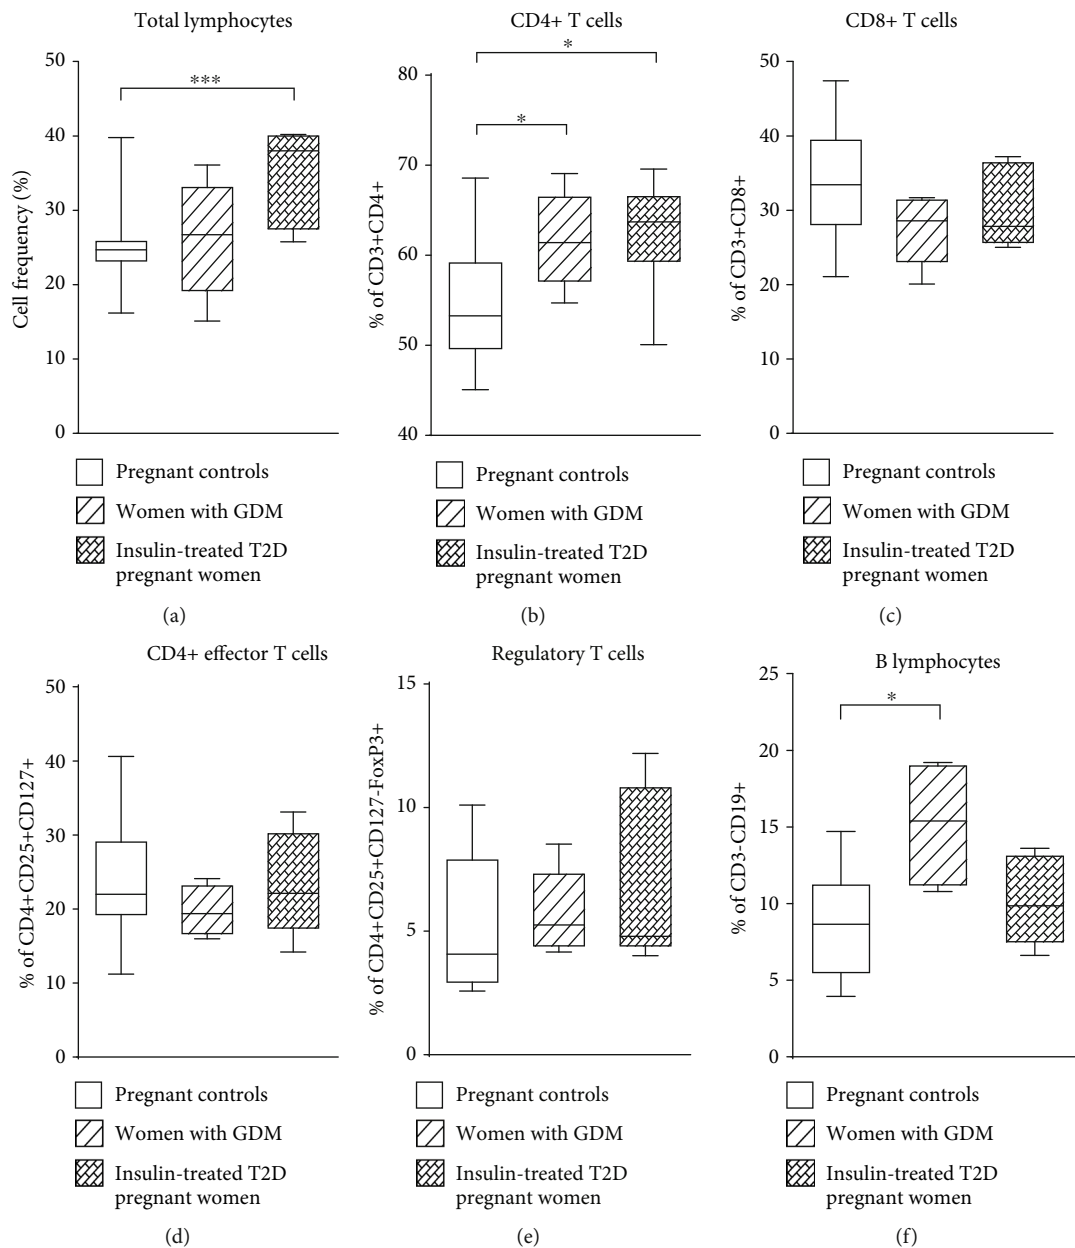 Total lymphocytes
Cell frequency (%)
50
40
30
20
10
0
***
Pregnant controls
Women with GDM
Insulin-treated T2D
pregnant women
(a)
CD4+ T cells
% of CD3+CD4+
80
70
60
50
40
*
*
Pregnant controls
Women with GDM
Insulin-treated T2D
pregnant women
(b)
CD8+ T cells
% of CD3+CD8+
50
40
30
20
10
0
Pregnant controls
Women with GDM
Insulin-treated T2D
pregnant women
(c)
CD4+ effector T cells
% of CD4+CD25+CD127+
50
40
30
20
10
0
Pregnant controls
Women with GDM
Insulin-treated T2D
pregnant women
(d)
Regulatory T cells
% of CD4+CD25+CD127-FoxP3+
15
10
5
0
Pregnant controls
Women with GDM
Insulin-treated T2D
pregnant women
(e)
B lymphocytes
% of CD3-CD19+
25
20
15
10
5
0
*
Pregnant controls
Women with GDM
Insulin-treated T2D
pregnant women
(f)